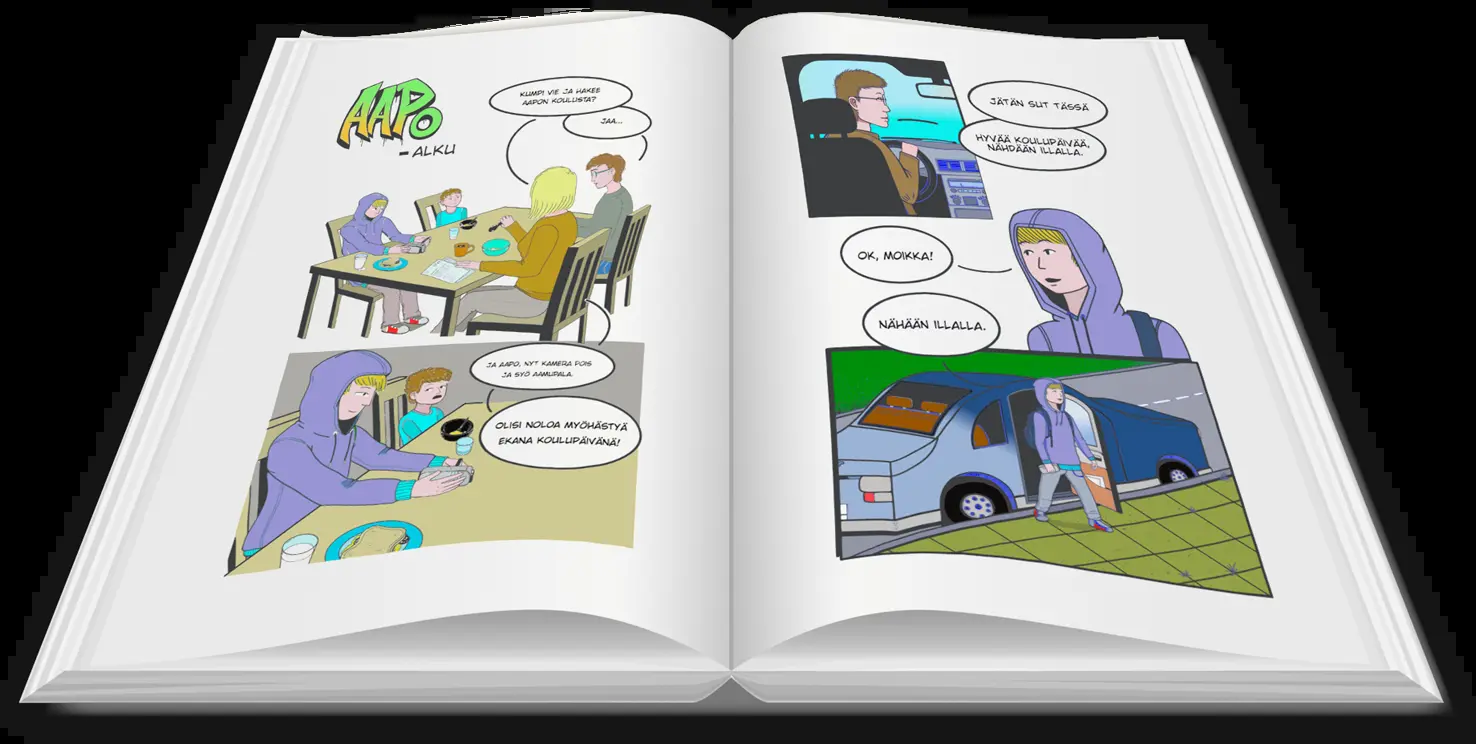 AAPO
- ALKU
KUMPI VIE JA HAKEE
AAPON KOULUSTA?
JAA...
JA AAPO, NYT KAMERA POIS
JA SYÖ AAMUPALA.
OLISI NOLOA MYÖHÄSTYÄ
EKANA KOULUPÄIVÄNÄ!
JÄTÄN SUT TÄSSÄ
HYVÄÄ KOULUPÄIVÄÄ,
NÄHDÄÄN ILLALLA.
OK, MOIKKA!
NÄHÄÄN ILLALLA.